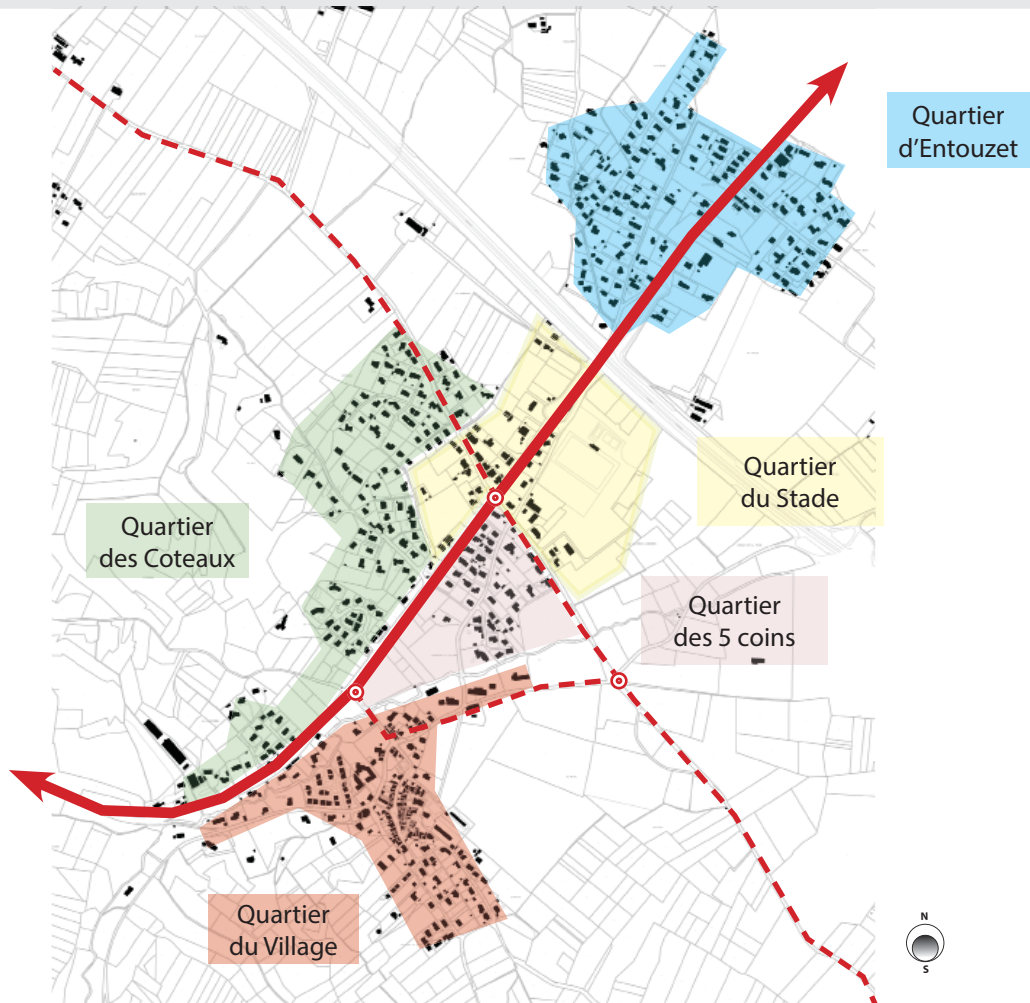 Quartier
d'Entouzet
Quartier
du Stade
Quartier
des Coteaux
Quartier
des 5 coins
Quartier
du Village
N
S